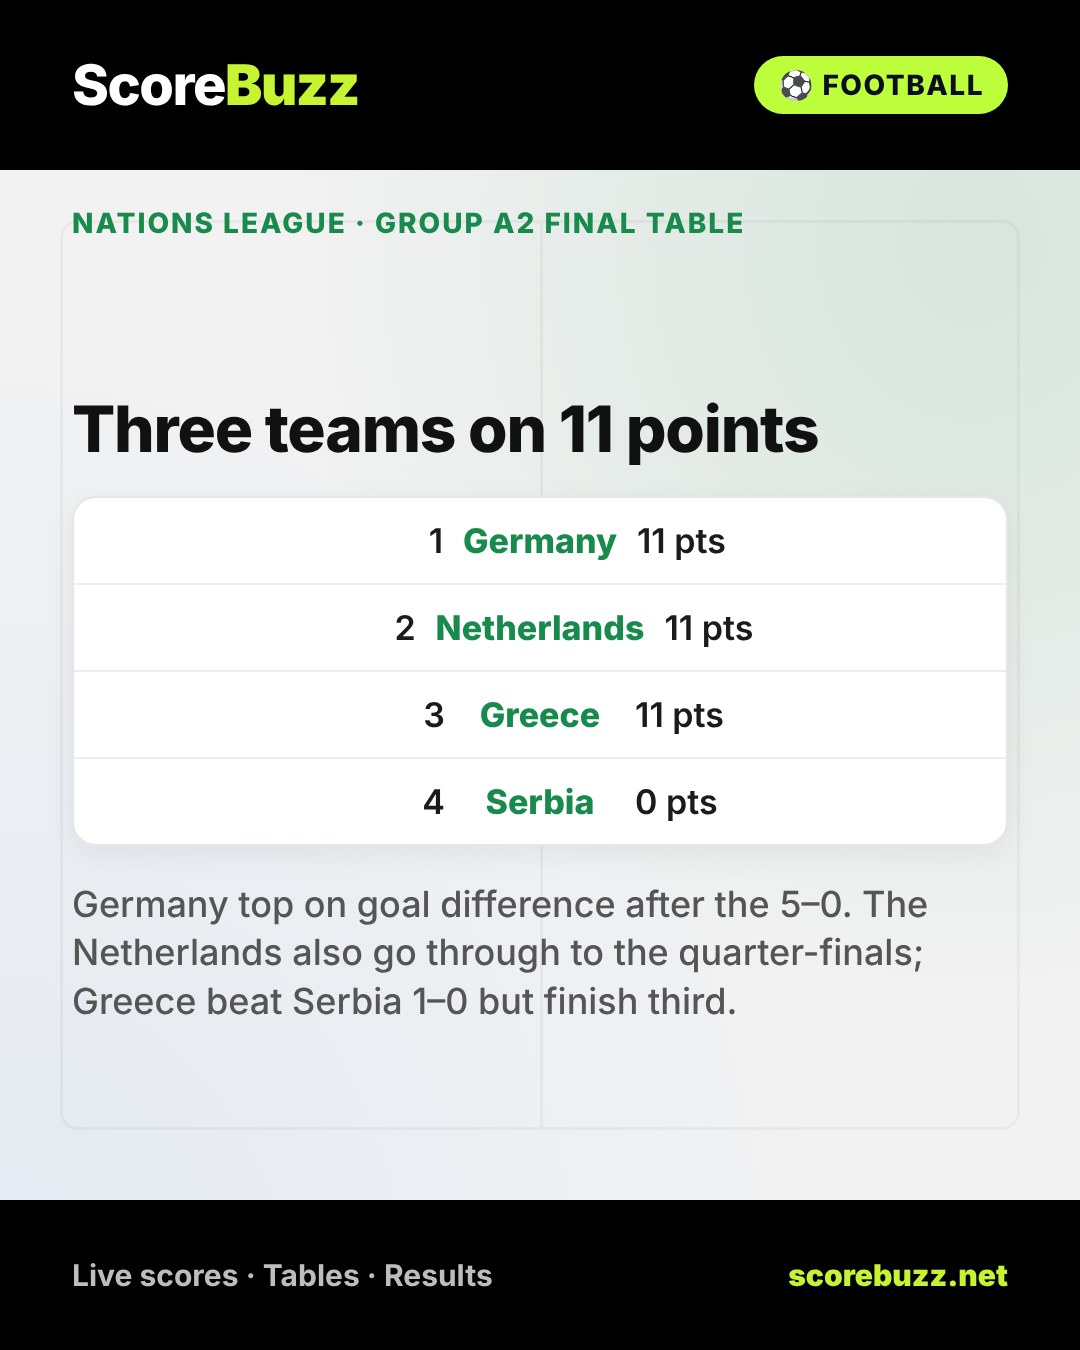 ScoreBuzz
⚽ FOOTBALL
NATIONS LEAGUE · GROUP A2 FINAL TABLE
Three teams on 11 points
1 Germany 11 pts
2 Netherlands 11 pts
3 Greece 11 pts
4 Serbia 0 pts
Germany top on goal difference after the 5–0. The
Netherlands also go through to the quarter-finals;
Greece beat Serbia 1–0 but finish third.
Live scores · Tables · Results
scorebuzz.net